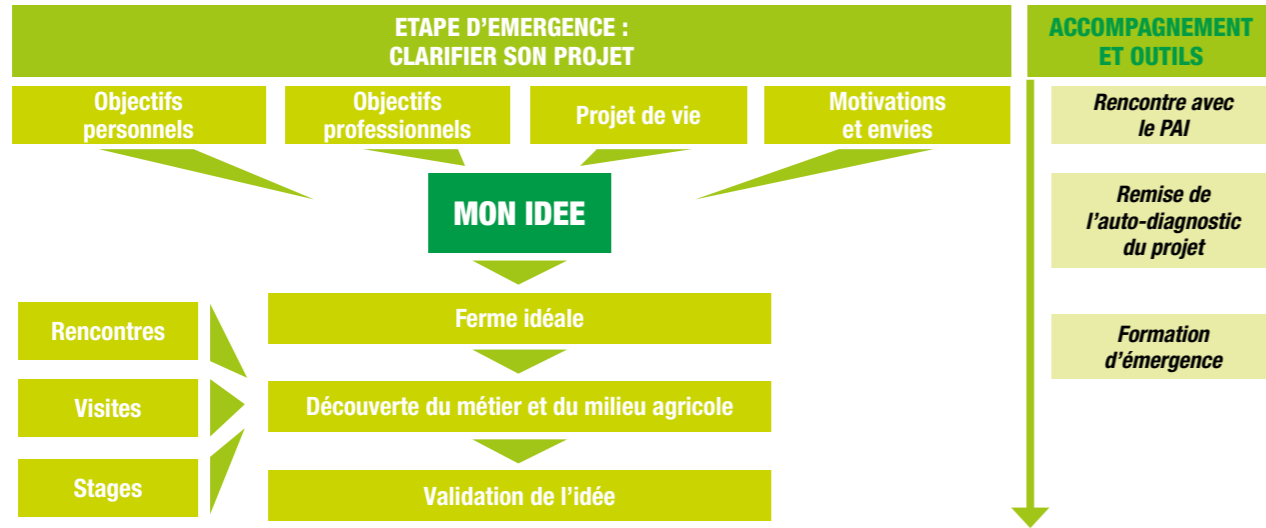 ETAPE D'EMERGENCE :
CLARIFIER SON PROJET
ACCOMPAGNEMENT
ET OUTILS
Objectifs
personnels
Objectifs
professionnels
Projet de vie
Motivations
et envies
Rencontre avec
le PAI
MON IDEE
Remise de
l'auto-diagnostic
du projet
Rencontres
Ferme idéale
Formation
d'émergence
Visites
Découverte du métier et du milieu agricole
Stages
Validation de l'idée